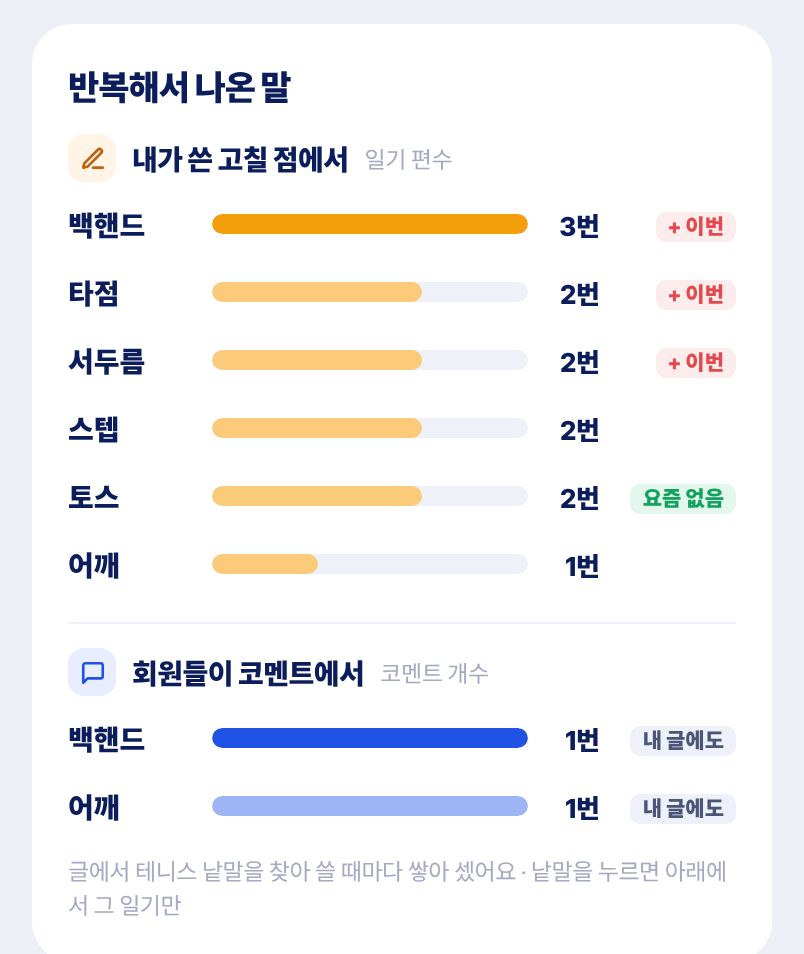 반복해서 나온 말
내가 쓴 고칠 점에서 일기 편수
백핸드 3번 + 이번
타점 2번 + 이번
서두름 2번 + 이번
스텝 2번
토스 2번 요즘 없음
어깨 1번
회원들이 코멘트에서 코멘트 개수
백핸드 1번 내 글에도
어깨 1번 내 글에도
글에서 테니스 낱말을 찾아 쓸 때마다 쌓아 셌어요 · 낱말을 누르면 아래에
서 그 일기만